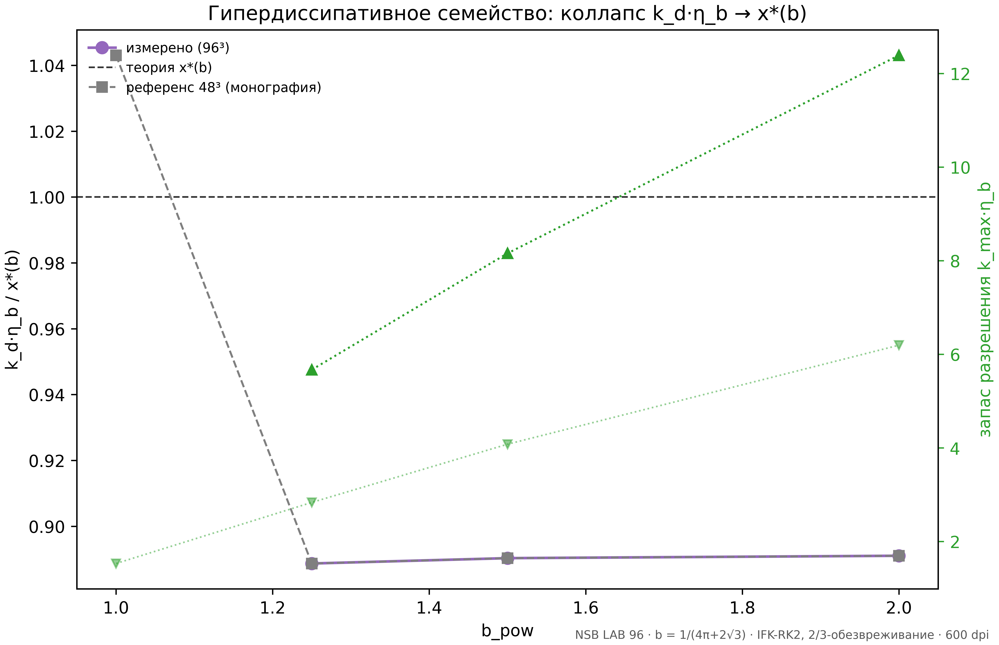 Гипердиссипативное семейство: коллапс k_d·η_b → x*(b)
измерено (96³)
теория x*(b)
референс 48³ (монография)
1.04
1.02
1.00
0.98
0.96
0.94
0.92
0.90
k_d·η_b / x*(b)
12
10
8
6
4
2
запас разрешения k_max·η_b
1.0
1.2
1.4
1.6
1.8
2.0
b_pow
NSB LAB 96 · b = 1/(4π+2√3) · IFK-RK2, 2/3-обезвреживание · 600 dpi